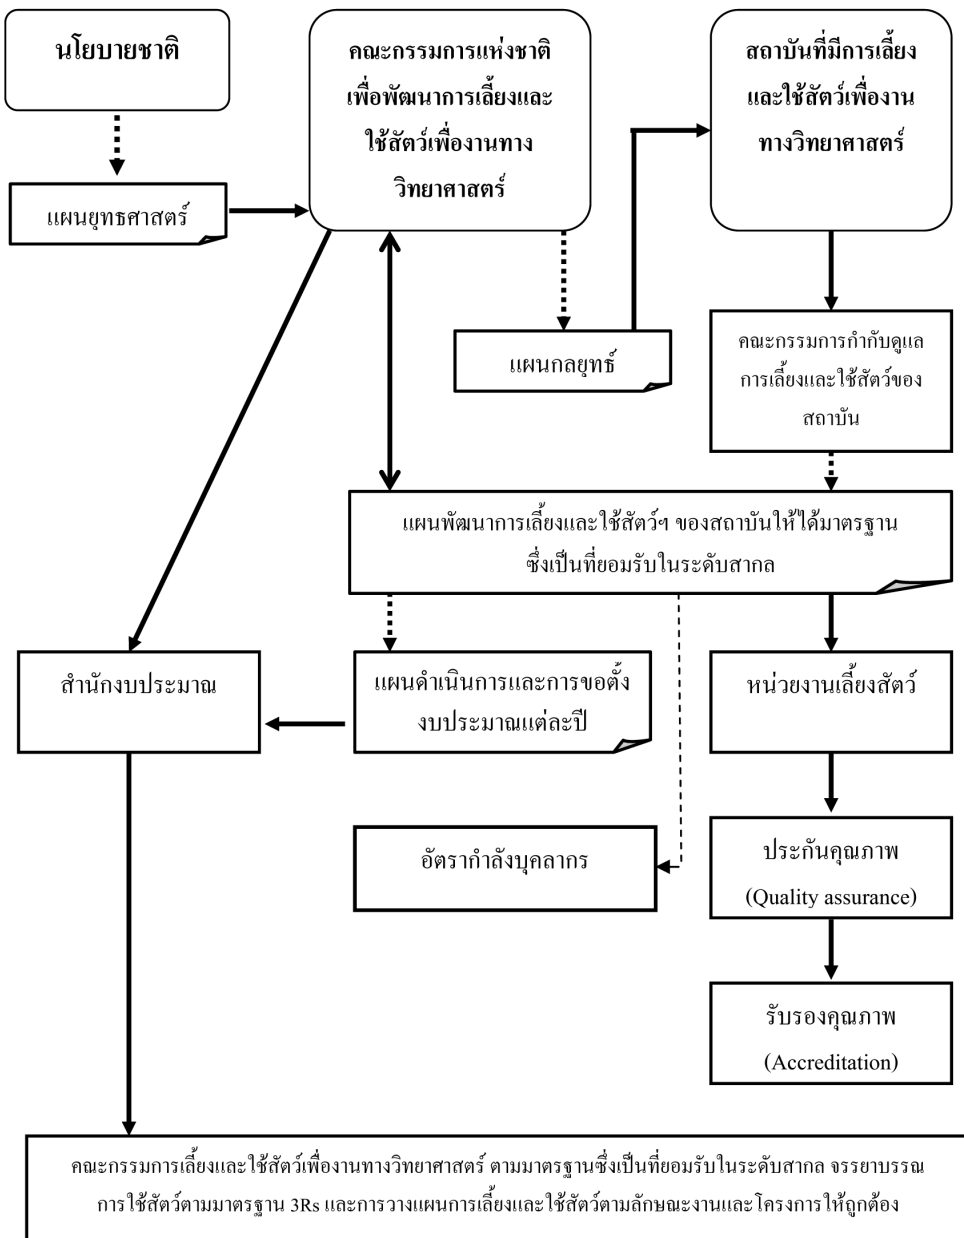 นโยบายชาติ
คณะกรรมการแห่งชาติ
เพื่อพัฒนาการเลี้ยงและ
ใช้สัตว์เพื่องานทาง
วิทยาศาสตร์
สถาบันที่มีการเลี้ยง
และใช้สัตว์เพื่องาน
ทางวิทยาศาสตร์
แผนยุทธศาสตร์
แผนกลยุทธ์
คณะกรรมการกำกับดูแล
การเลี้ยงและใช้สัตว์ของ
สถาบัน
แผนพัฒนาการเลี้ยงและใช้สัตว์ฯ ของสถาบันให้ได้มาตรฐาน
ซึ่งเป็นที่ยอมรับในระดับสากล
สำนักงบประมาณ
แผนดำเนินการและการขอตั้ง
งบประมาณแต่ละปี
หน่วยงานเลี้ยงสัตว์
อัตรากำลังบุคลากร
ประกันคุณภาพ
(Quality assurance)
รับรองคุณภาพ
(Accreditation)
คณะกรรมการเลี้ยงและใช้สัตว์เพื่องานทางวิทยาศาสตร์ ตามมาตรฐานซึ่งเป็นที่ยอมรับในระดับสากล จรรยาบรรณ
การใช้สัตว์ตามมาตรฐาน 3Rs และการวางแผนการเลี้ยงและใช้สัตว์ตามลักษณะงานและโครงการให้ถูกต้อง